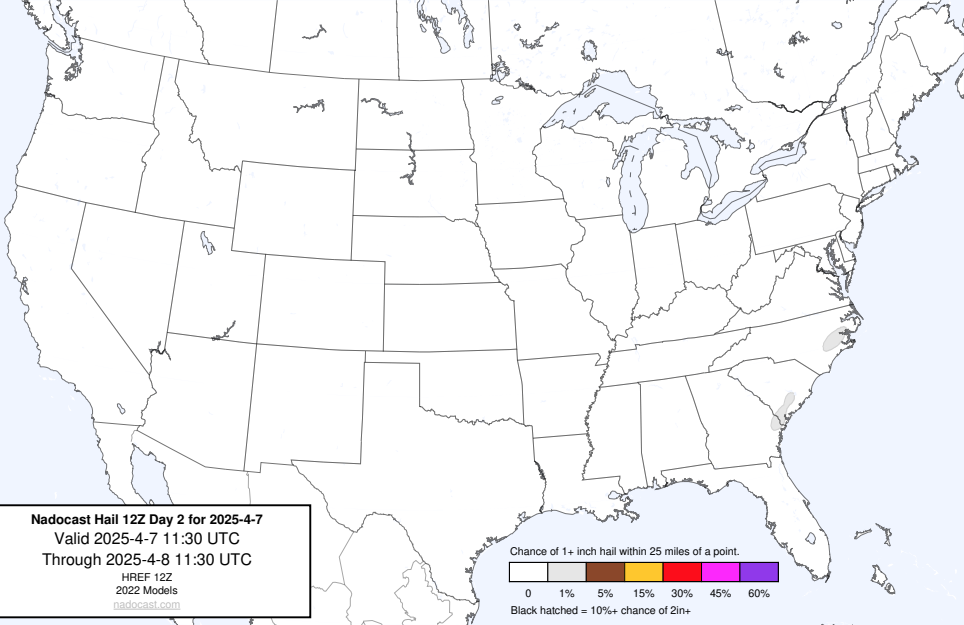 Nadocast Hail 12Z Day 2 for 2025-4-7
Valid 2025-4-7 11:30 UTC
Through 2025-4-8 11:30 UTC
HREF 12Z
2022 Models
nadocast.com
Chance of 1+ inch hail within 25 miles of a point.
0 1% 5% 15% 30% 45% 60%
Black hatched = 10%+ chance of 2in+